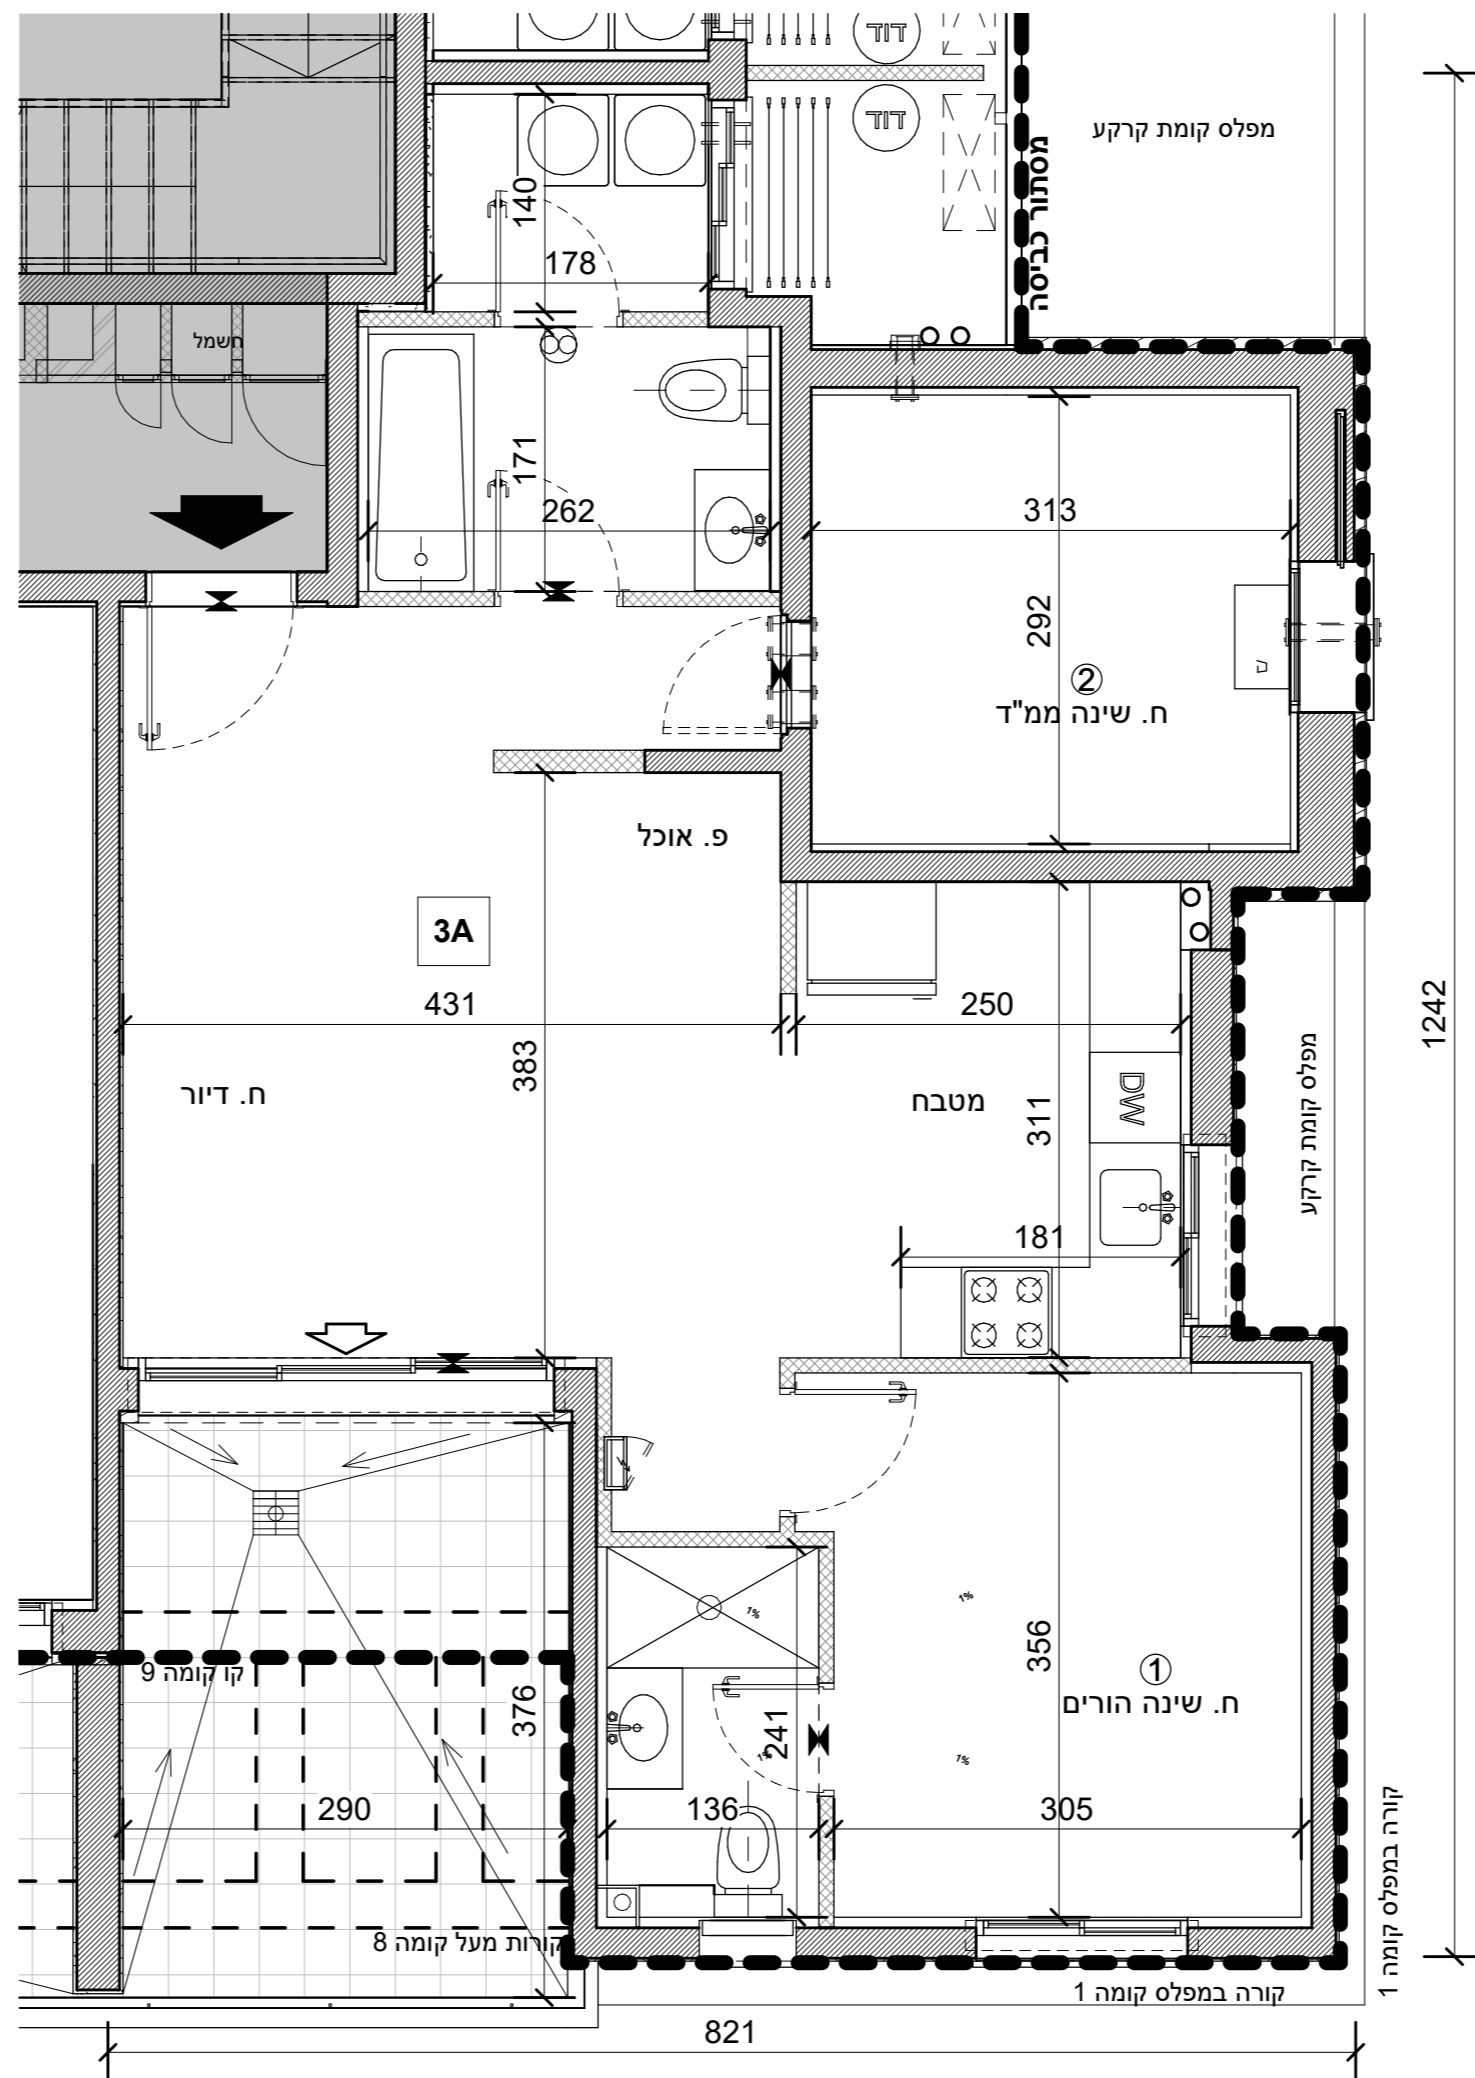 דוד
דוד
מפלס קומת קרקע
מסתור כביסה
140
178
חשמל
171
262
313
292
2
ח. שינה ממ"ד
פ. אוכל
3A
431
250
383
1242
מפלס קומת קרקע
ח. דיור
מטבח
DW
311
181
1%
1%
356
1
ח. שינה הורים
קו קומה 9
376
241
1%
1%
290
136
305
קורה במפלס קומה 1
קורות מעל קומה 8
קורה במפלס קומה 1
821